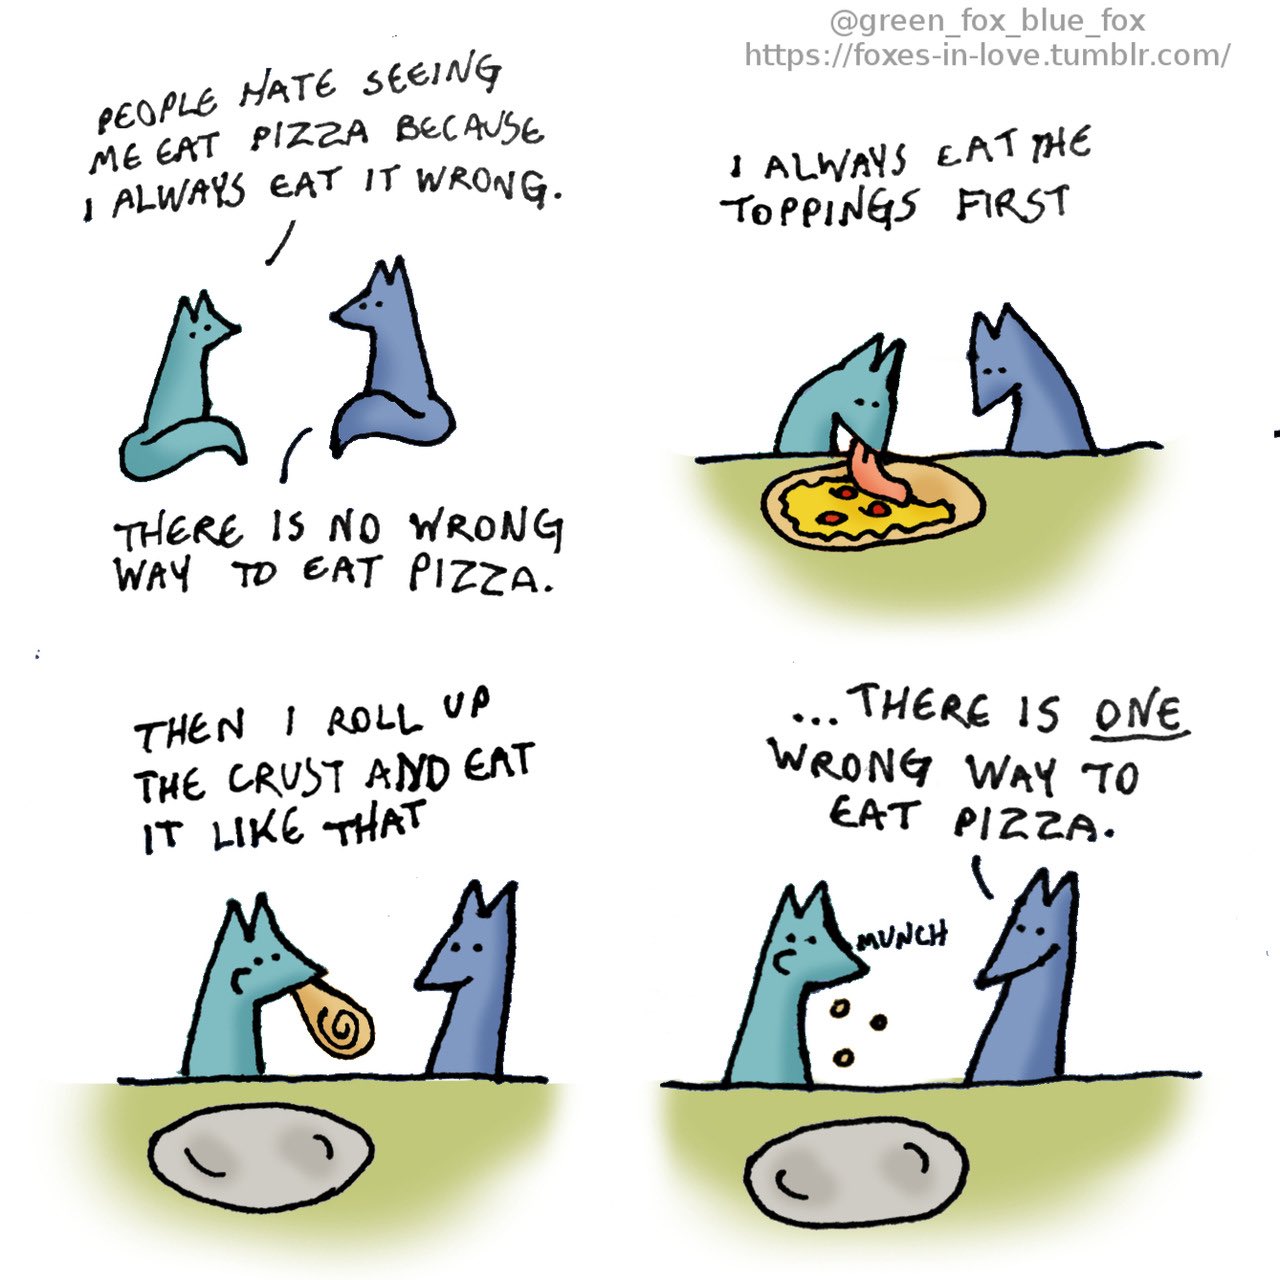 @green_fox_blue_fox
https://foxes-in-love.tumblr.com/
PEOPLE HATE SEEING
ME EAT PIZZA BECAUSE
I ALWAYS EAT IT WRONG.
THERE IS NO WRONG
WAY TO EAT PIZZA.
I ALWAYS EAT THE
TOPPINGS FIRST
THEN I ROLL UP
THE CRUST AND EAT
IT LIKE THAT
...THERE IS ONE
WRONG WAY TO
EAT PIZZA.
MUNCH